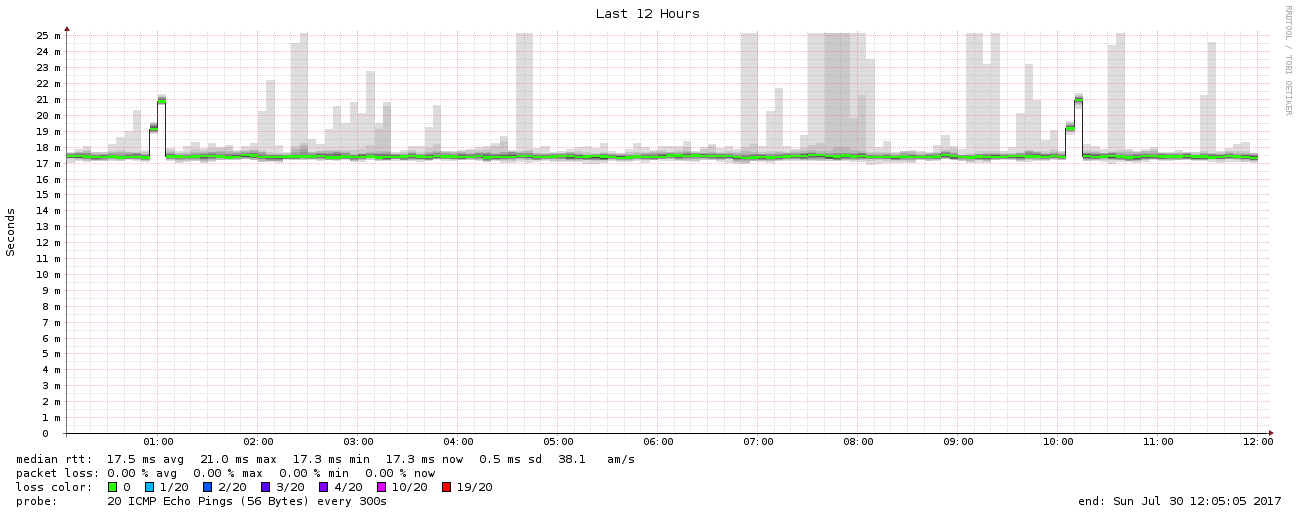 Last 12 Hours
RRDTOOL / TOBI OETIKER
Seconds
25 m
24 m
23 m
22 m
21 m
20 m
19 m
18 m
17 m
16 m
15 m
14 m
13 m
12 m
11 m
10 m
9 m
8 m
7 m
6 m
5 m
4 m
3 m
2 m
1 m
0
01:00 02:00 03:00 04:00 05:00 06:00 07:00 08:00 09:00 10:00 11:00 12:00
median rtt: 17.5 ms avg 21.0 ms max 17.3 ms min 17.3 ms now 0.5 ms sd 38.1 am/s
packet loss: 0.00 % avg 0.00 % max 0.00 % min 0.00 % now
loss color: 0 1/20 2/20 3/20 4/20 10/20 19/20
probe: 20 ICMP Echo Pings (56 Bytes) every 300s end: Sun Jul 30 12:05:05 2017